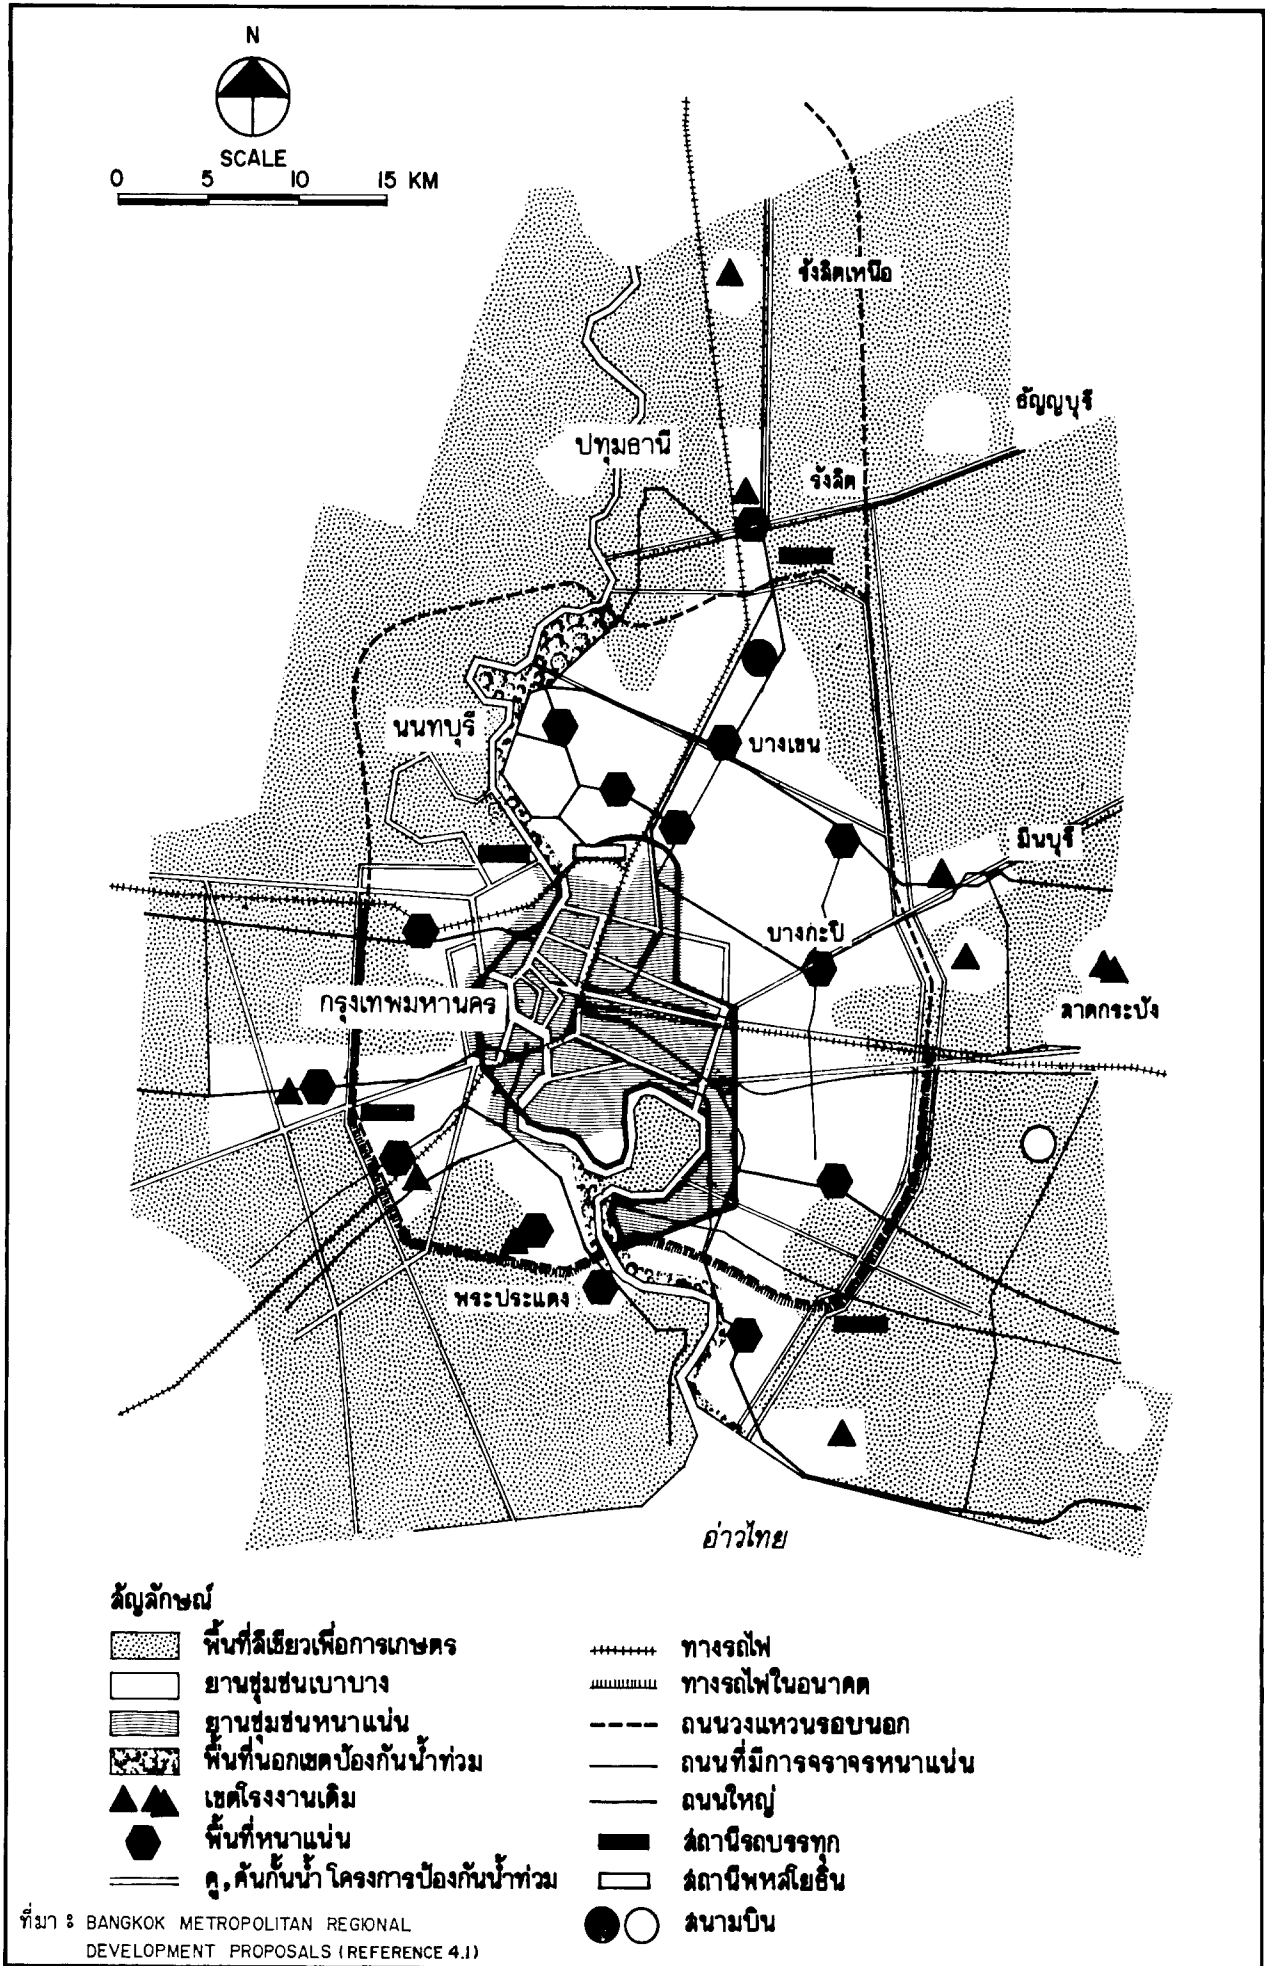 N
SCALE
0 5 10 15 KM
รังสิตเหนือ
ธัญญบุรี
ปทุมธานี
รังสิต
นนทบุรี
บางเขน
มีนบุรี
บางกะปิ
กรุงเทพมหานคร
ลาดกระบัง
พระประแดง
อ่าวไทย
สัญลักษณ์
พื้นที่สีเขียวเพื่อการเกษตร
ยานชุมชนเบาบาง
ยานชุมชนหนาแน่น
พื้นที่นอกเขตป้องกันน้ำท่วม
เขตโรงงานเดิม
พื้นที่หนาแน่น
คู,คันกั้นน้ำ โครงการป้องกันน้ำท่วม
ทางรถไฟ
ทางรถไฟในอนาคต
ถนนวงแหวนรอบนอก
ถนนที่มีการจราจรหนาแน่น
ถนนใหญ่
สถานีรถบรรทุก
สถานีพหลโยธิน
สนามบิน
ที่มา : BANGKOK METROPOLITAN REGIONAL
DEVELOPMENT PROPOSALS (REFERENCE 4.1)